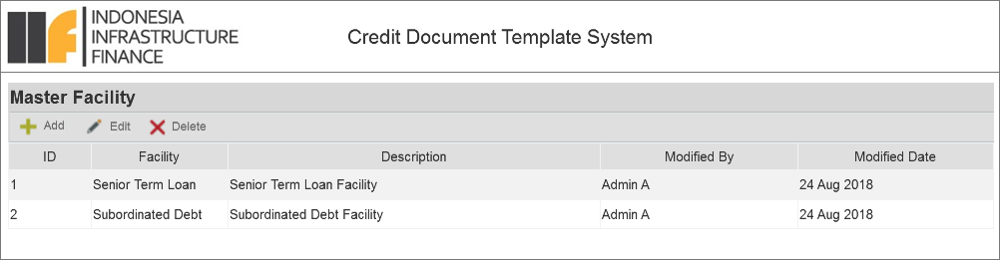 INDONESIA
INFRASTRUCTURE
FINANCE
Credit Document Template System
Master Facility
Add Edit Delete
ID Facility Description Modified By Modified Date
1 Senior Term Loan Senior Term Loan Facility Admin A 24 Aug 2018
2 Subordinated Debt Subordinated Debt Facility Admin A 24 Aug 2018